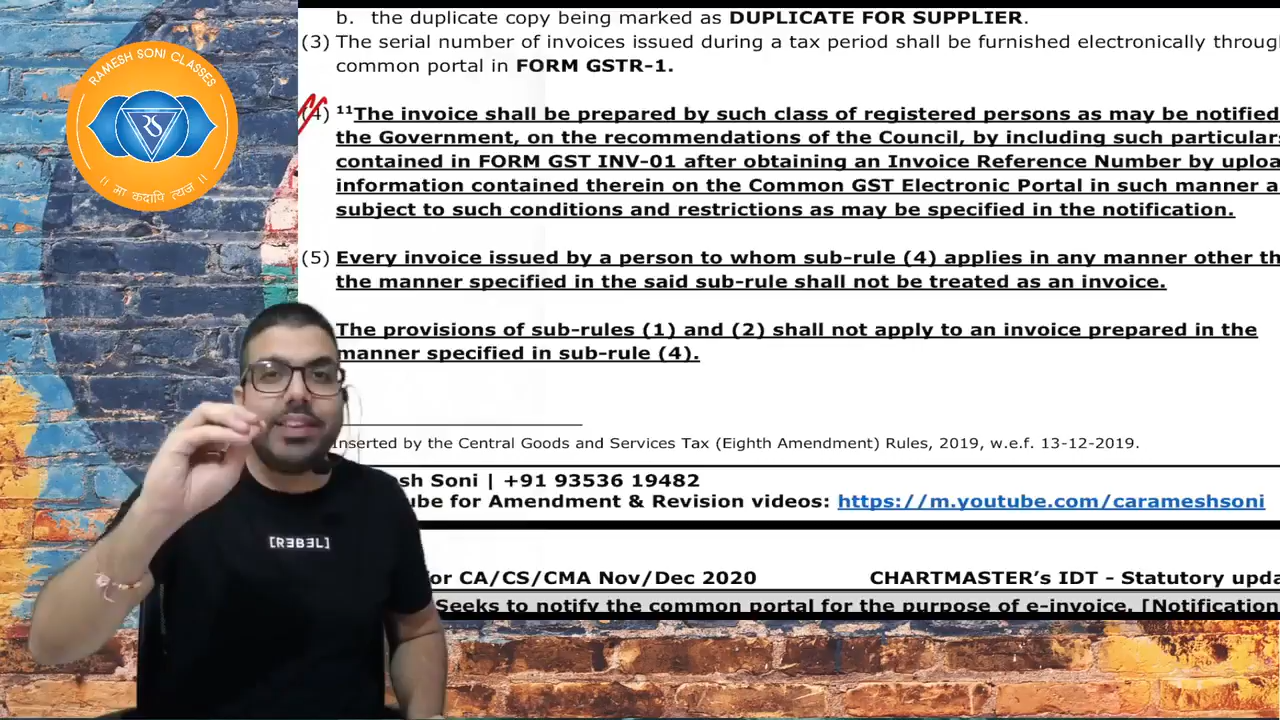 RAMESH SONI CLASSES
RS
॥ मा कदापि त्यज ॥
b. the duplicate copy being marked as DUPLICATE FOR SUPPLIER.
(3) The serial number of invoices issued during a tax period shall be furnished electronically
common portal in FORM GSTR-1.
(4) 11The invoice shall be prepared by such class of registered persons as may be notified
the Government, on the recommendations of the Council, by including such
contained in FORM GST INV-01 after obtaining an Invoice Reference Number by
information contained therein on the Common GST Electronic Portal in such manner
subject to such conditions and restrictions as may be specified in the notification.
(5) Every invoice issued by a person to whom sub-rule (4) applies in any manner other
the manner specified in the said sub-rule shall not be treated as an invoice.
The provisions of sub-rules (1) and (2) shall not apply to an invoice prepared in the
manner specified in sub-rule (4).
Inserted by the Central Goods and Services Tax (Eighth Amendment) Rules, 2019, w.e.f. 13-12-2019.
esh Soni | +91 93536 19482
ube for Amendment & Revision videos: https://m.youtube.com/carameshsoni
or CA/CS/CMA Nov/Dec 2020 CHARTMASTER's IDT - Statutory
Seeks to notify the common portal for the purpose of e-invoice. [Notification
[REBEL]